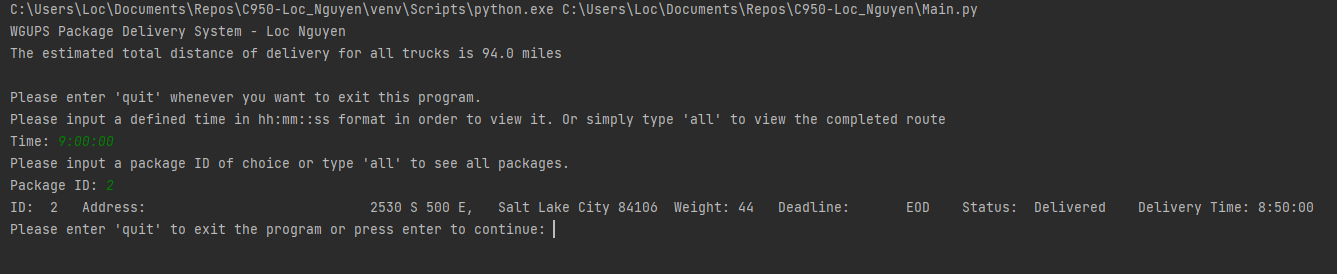 C:\Users\Loc\Documents\Repos\C950-Loc_Nguyen\venv\Scripts\python.exe C:\Users\Loc\Documents\Repos\C950-Loc_Nguyen\Main.py
WGUPS Package Delivery System - Loc Nguyen
The estimated total distance of delivery for all trucks is 94.0 miles
Please enter 'quit' whenever you want to exit this program.
Please input a defined time in hh:mm::ss format in order to view it. Or simply type 'all' to view the completed route
Time: 9:00:00
Please input a package ID of choice or type 'all' to see all packages.
Package ID: 2
ID:  2   Address:                            2530 S 500 E,   Salt Lake City 84106  Weight: 44   Deadline:       EOD    Status:  Delivered    Delivery Time: 8:50:00
Please enter 'quit' to exit the program or press enter to continue: